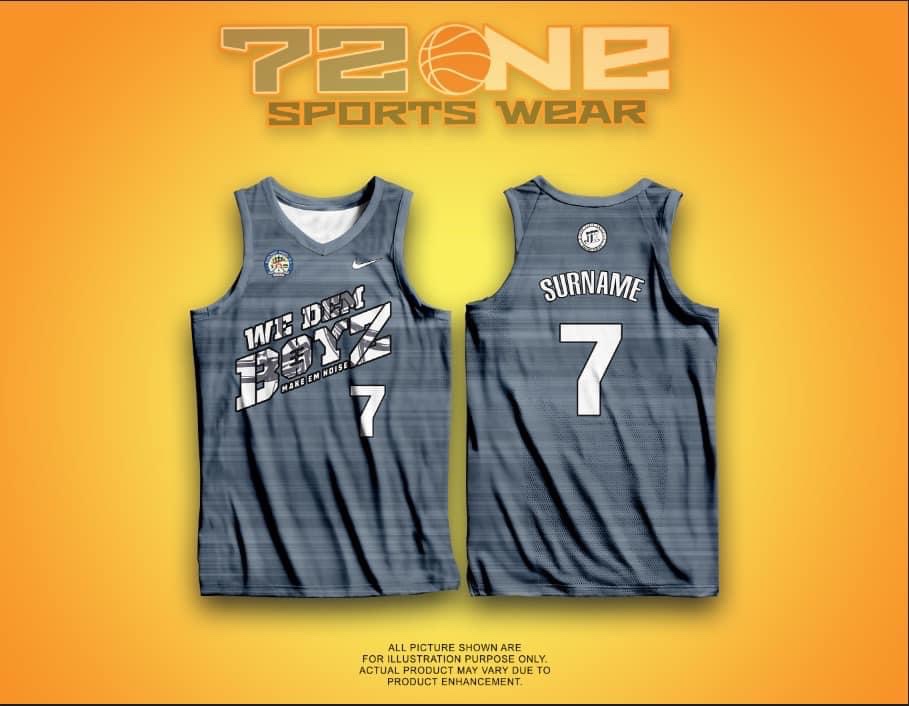 7ZONE
SPORTS WEAR
WE DEM
BOYZ
MAKE EM NOISE
7
SURNAME
7
ALL PICTURE SHOWN ARE
FOR ILLUSTRATION PURPOSE ONLY.
ACTUAL PRODUCT MAY VARY DUE TO
PRODUCT ENHANCEMENT.